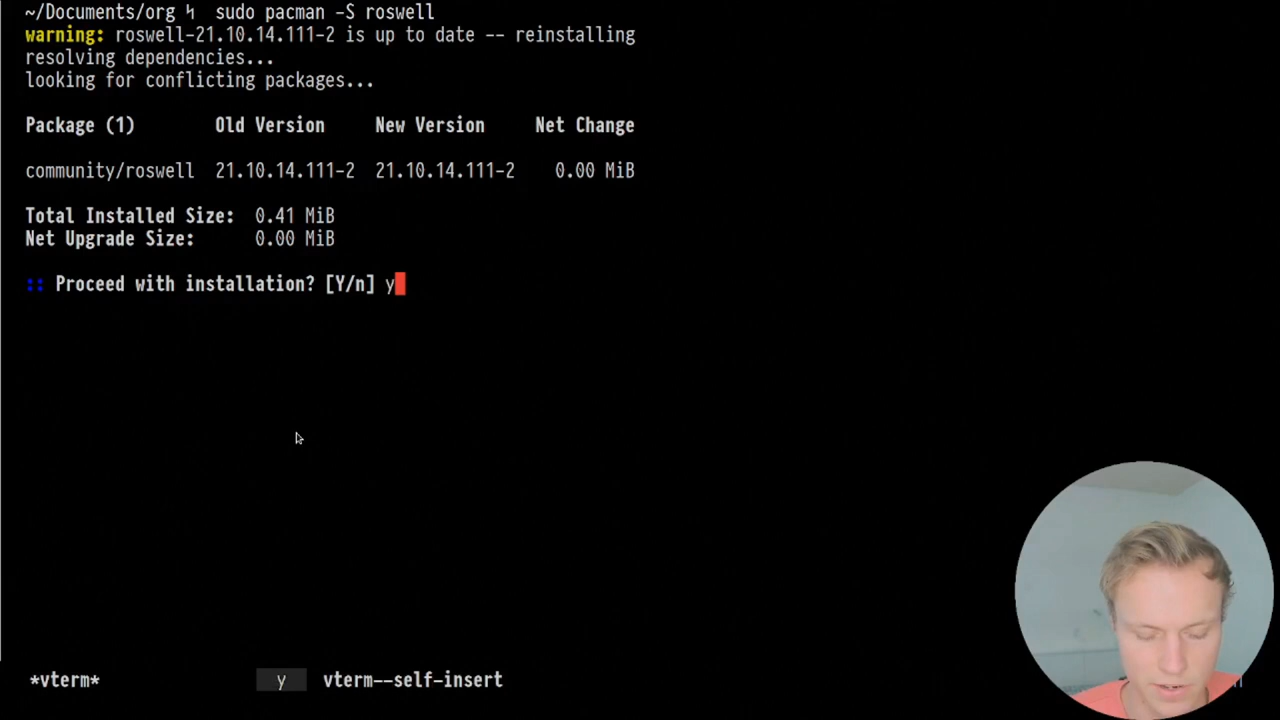 ~/Documents/org ϟ sudo pacman -S roswell
warning: roswell-21.10.14.111-2 is up to date -- reinstalling
resolving dependencies...
looking for conflicting packages...
Package (1) Old Version New Version Net Change
community/roswell 21.10.14.111-2 21.10.14.111-2 0.00 MiB
Total Installed Size: 0.41 MiB
Net Upgrade Size: 0.00 MiB
:: Proceed with installation? [Y/n] y
*vterm* y vterm--self-insert